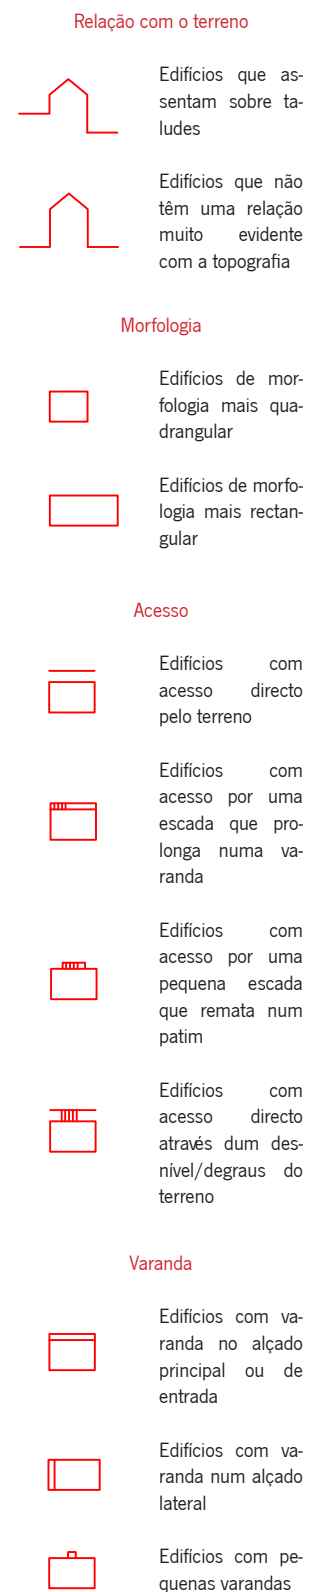 Relação com o terreno
Edifícios que as-
sentam sobre ta-
ludes
Edifícios que não
têm uma relação
muito evidente
com a topografia
Morfologia
Edifícios de mor-
fologia mais qua-
drangular
Edifícios de morfo-
logia mais rectan-
gular
Acesso
Edifícios com
acesso directo
pelo terreno
Edifícios com
acesso por uma
escada que pro-
longa numa va-
randa
Edifícios com
acesso por uma
pequena escada
que remata num
patim
Edifícios com
acesso directo
através dum des-
nível/degraus do
terreno
Varanda
Edifícios com va-
randa no alçado
principal ou de
entrada
Edifícios com va-
randa num alçado
lateral
Edifícios com pe-
quenas varandas